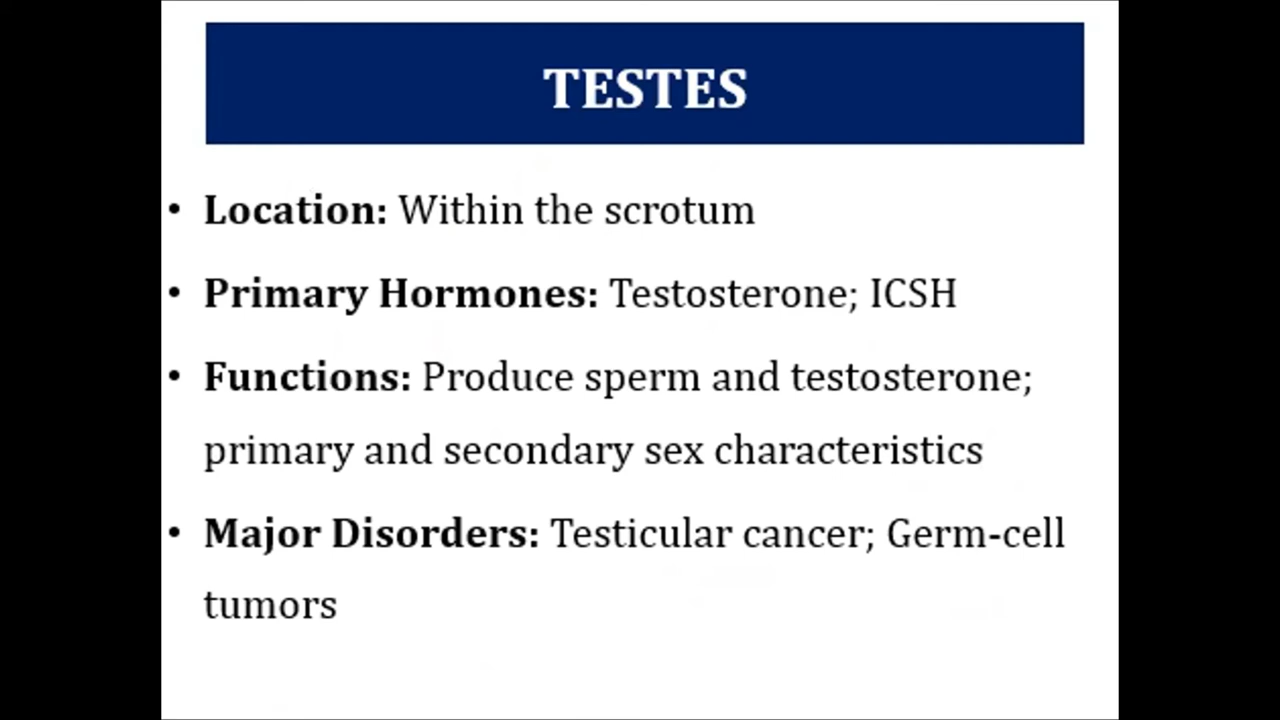 TESTES
• Location: Within the scrotum
• Primary Hormones: Testosterone; ICSH
• Functions: Produce sperm and testosterone;
primary and secondary sex characteristics
• Major Disorders: Testicular cancer; Germ-cell
tumors